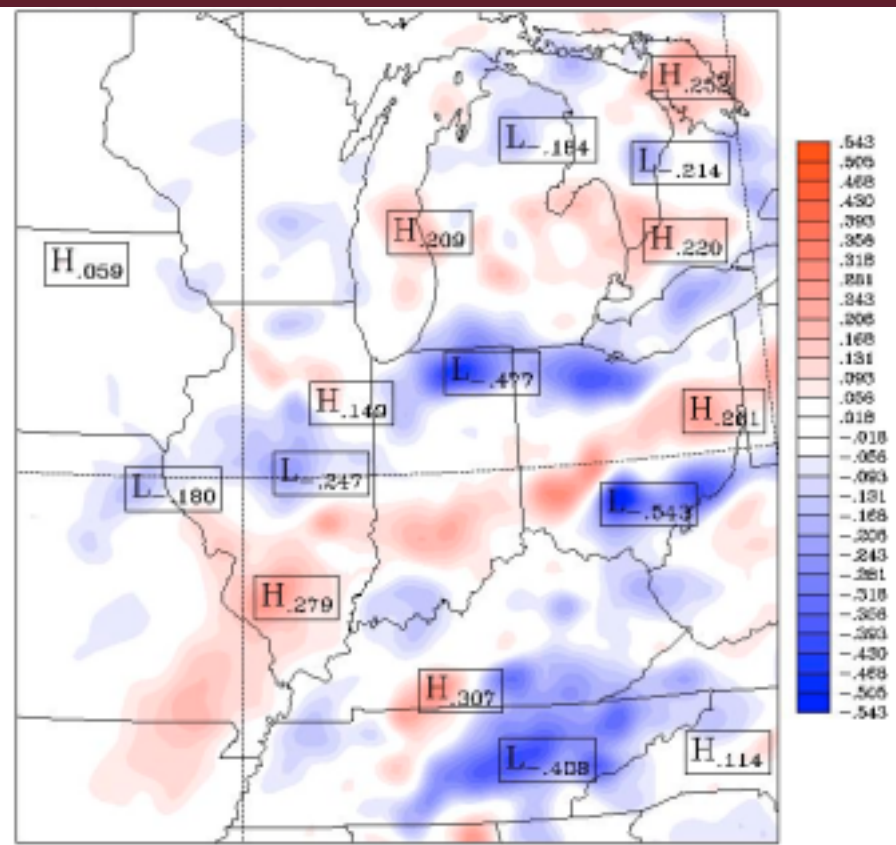 H .252
L -.184
L -.214
H .209
H .220
H .059
L -.477
H .149
H .261
L -.247
L -.180
L -.543
H .279
H .307
L -.408
H .114
.543
.505
.468
.430
.393
.356
.318
.281
.243
.206
.168
.131
.093
.056
.018
-.018
-.056
-.093
-.131
-.168
-.206
-.243
-.281
-.318
-.356
-.393
-.430
-.468
-.505
-.543